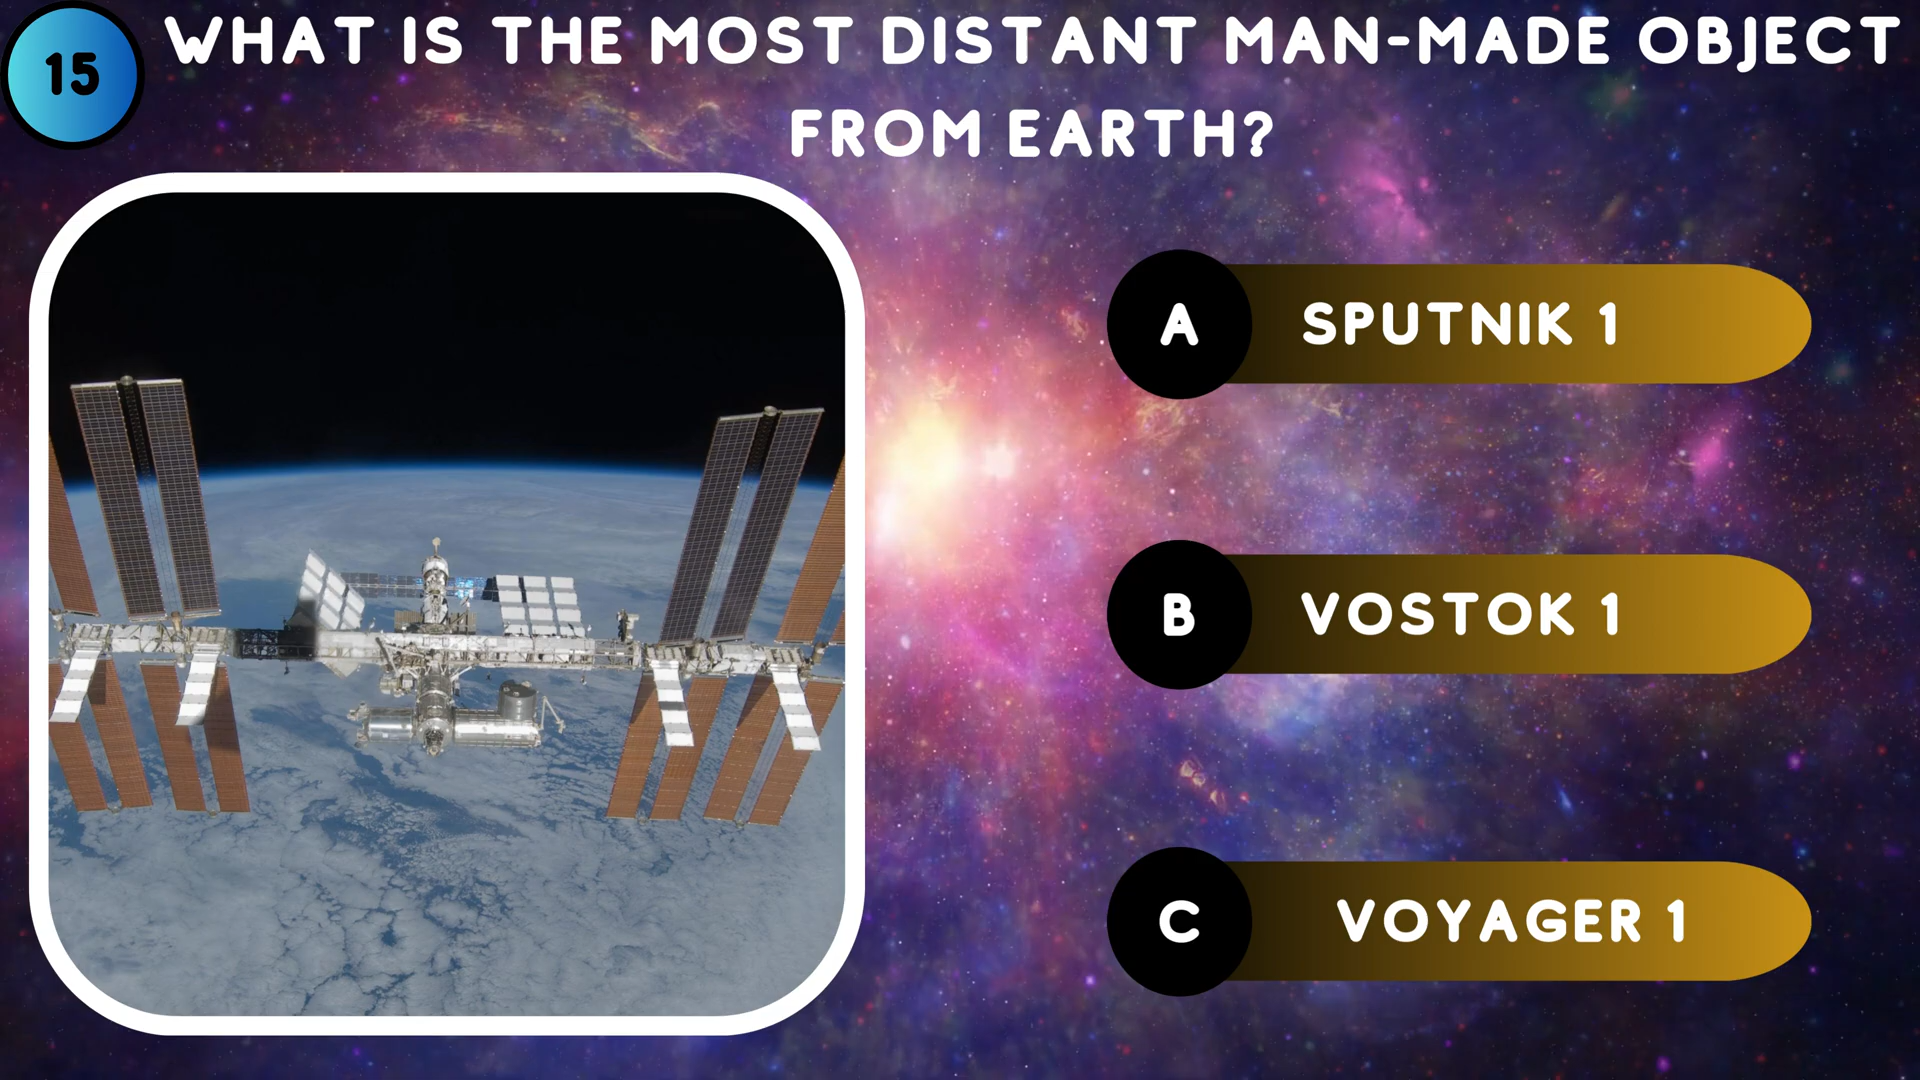 15
WHAT IS THE MOST DISTANT MAN-MADE OBJECT
FROM EARTH?
A SPUTNIK 1
B VOSTOK 1
C VOYAGER 1